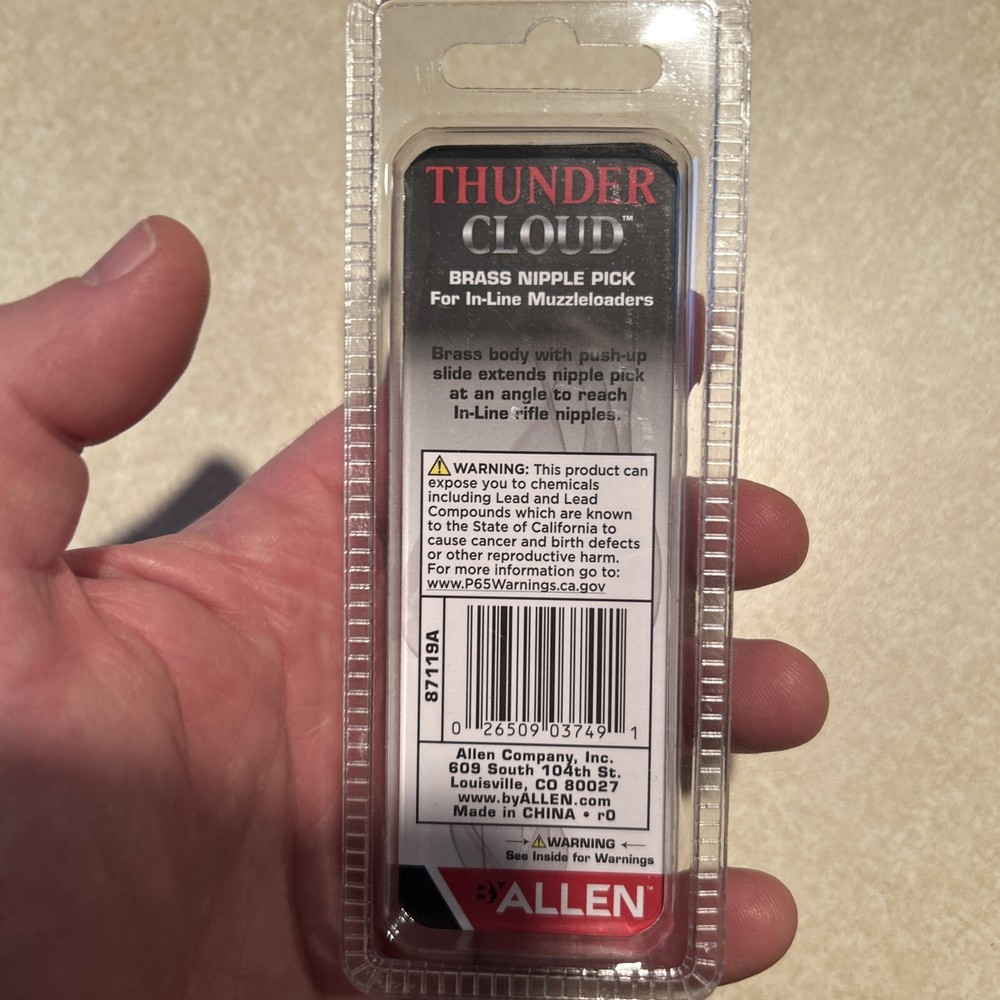 THUNDER
CLOUD™
BRASS NIPPLE PICK
For In-Line Muzzleloaders
Brass body with push-up
slide extends nipple pick
at an angle to reach
In-Line rifle nipples.
⚠ WARNING: This product can
expose you to chemicals
including Lead and Lead
Compounds which are known
to the State of California to
cause cancer and birth defects
or other reproductive harm.
For more information go to:
www.P65Warnings.ca.gov
87119A
0 26509 03749 1
Allen Company, Inc.
609 South 104th St.
Louisville, CO 80027
www.byALLEN.com
Made in CHINA • r0
⚠WARNING
See Inside for Warnings
BY ALLEN™